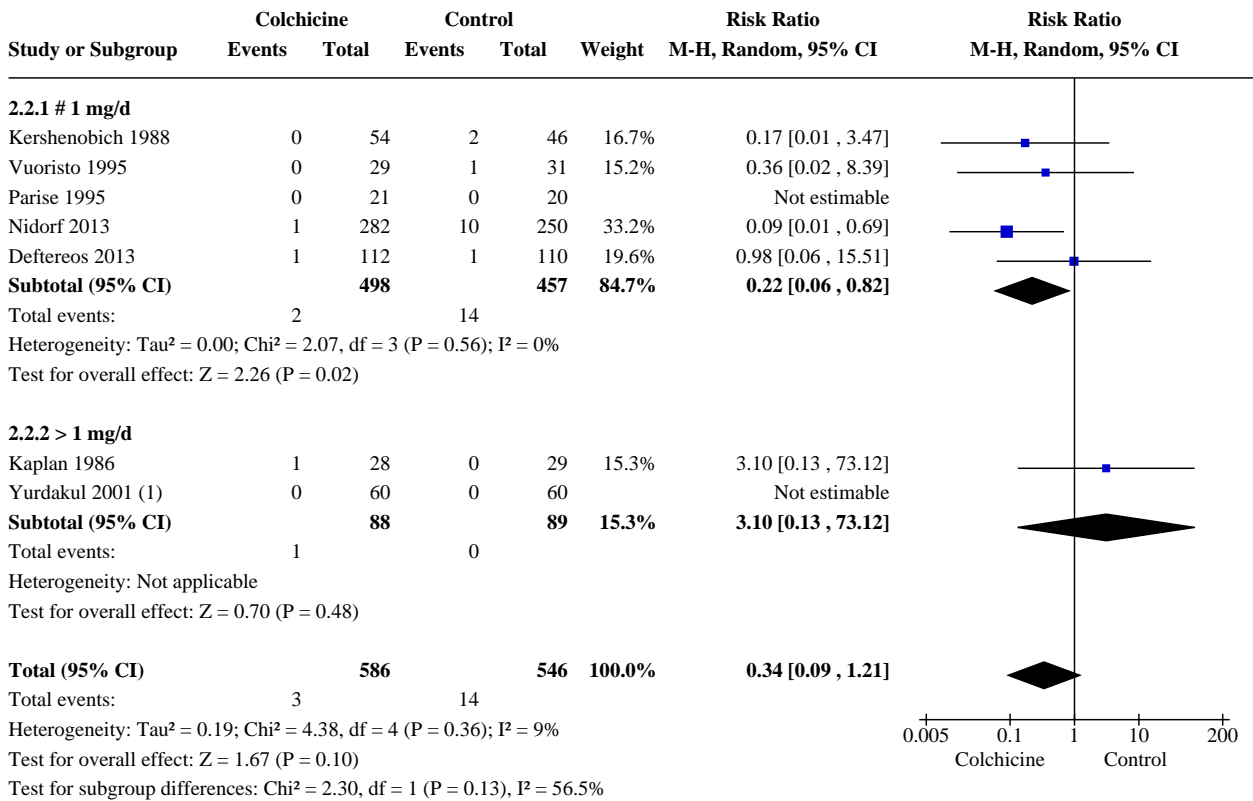 Colchicine Control Risk Ratio Risk Ratio
Study or Subgroup Events Total Events Total Weight M-H, Random, 95% CI M-H, Random, 95% CI
2.2.1 # 1 mg/d
Kershenobich 1988 0 54 2 46 16.7% 0.17 [0.01 , 3.47]
Vuoristo 1995 0 29 1 31 15.2% 0.36 [0.02 , 8.39]
Parise 1995 0 21 0 20 Not estimable
Nidorf 2013 1 282 10 250 33.2% 0.09 [0.01 , 0.69]
Deftereos 2013 1 112 1 110 19.6% 0.98 [0.06 , 15.51]
Subtotal (95% CI) 498 457 84.7% 0.22 [0.06 , 0.82]
Total events: 2 14
Heterogeneity: Tau² = 0.00; Chi² = 2.07, df = 3 (P = 0.56); I² = 0%
Test for overall effect: Z = 2.26 (P = 0.02)
2.2.2 > 1 mg/d
Kaplan 1986 1 28 0 29 15.3% 3.10 [0.13 , 73.12]
Yurdakul 2001 (1) 0 60 0 60 Not estimable
Subtotal (95% CI) 88 89 15.3% 3.10 [0.13 , 73.12]
Total events: 1 0
Heterogeneity: Not applicable
Test for overall effect: Z = 0.70 (P = 0.48)
Total (95% CI) 586 546 100.0% 0.34 [0.09 , 1.21]
Total events: 3 14
Heterogeneity: Tau² = 0.19; Chi² = 4.38, df = 4 (P = 0.36); I² = 9%
0.005 0.1 1 10 200
Test for overall effect: Z = 1.67 (P = 0.10) Colchicine Control
Test for subgroup differences: Chi² = 2.30, df = 1 (P = 0.13), I² = 56.5%